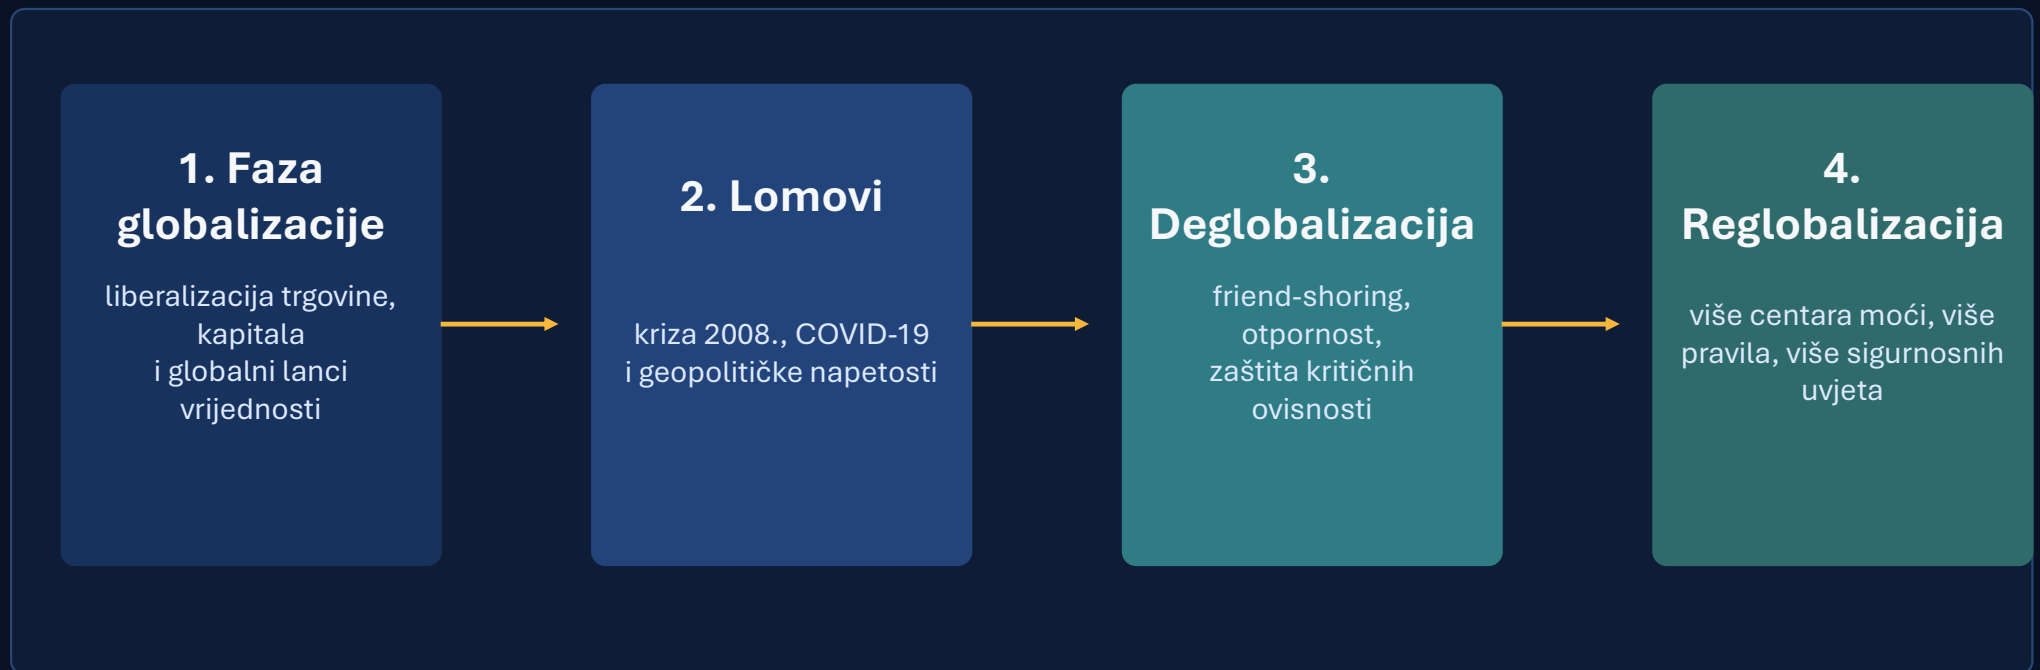 1. Faza
globalizacije
liberalizacija trgovine,
kapitala
i globalni lanci
vrijednosti
2. Lomovi
kriza 2008., COVID-19
i geopolitičke napetosti
3.
Deglobalizacija
friend-shoring,
otpornost,
zaštita kritičnih
ovisnosti
4.
Reglobalizacija
više centara moći, više
pravila, više sigurnosnih
uvjeta